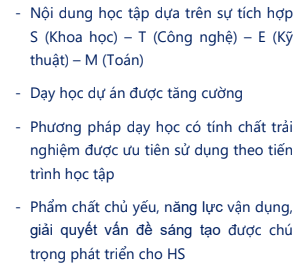 - Nội dung học tập dựa trên sự tích hợp
S (Khoa học) – T (Công nghệ) – E (Kỹ
thuật) – M (Toán)
- Dạy học dự án được tăng cường
- Phương pháp dạy học có tính chất trải
nghiệm được ưu tiên sử dụng theo tiến
trình học tập
- Phẩm chất chủ yếu, năng lực vận dụng,
giải quyết vấn đề sáng tạo được chú
trọng phát triển cho HS